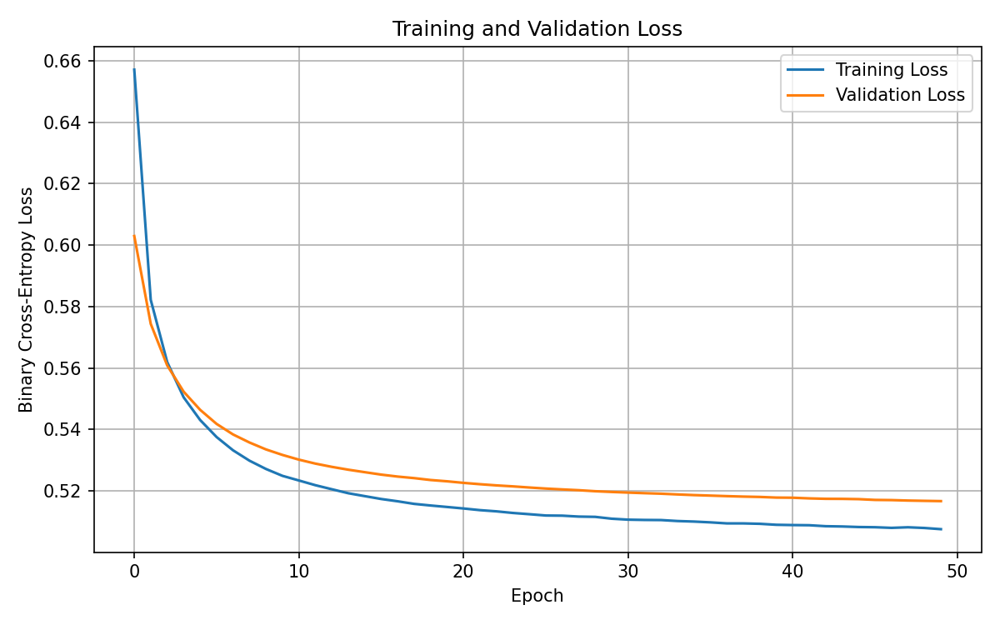 Training and Validation Loss
Training Loss
Validation Loss
Binary Cross-Entropy Loss
0.66
0.64
0.62
0.60
0.58
0.56
0.54
0.52
0 10 20 30 40 50
Epoch